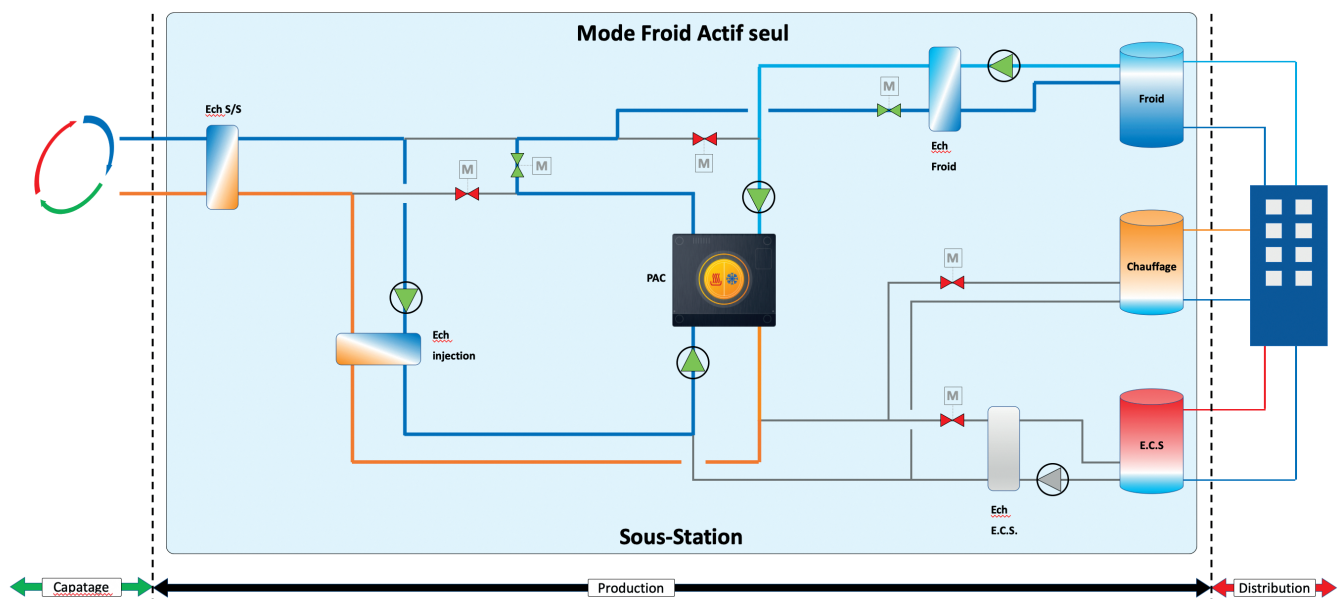 Mode Froid Actif seul
Ech S/S
M
M
M
M
Ech
Froid
Froid
PAC
M
Chauffage
Ech
injection
M
E.C.S
Ech
E.C.S.
Sous-Station
Capatage
Production
Distribution